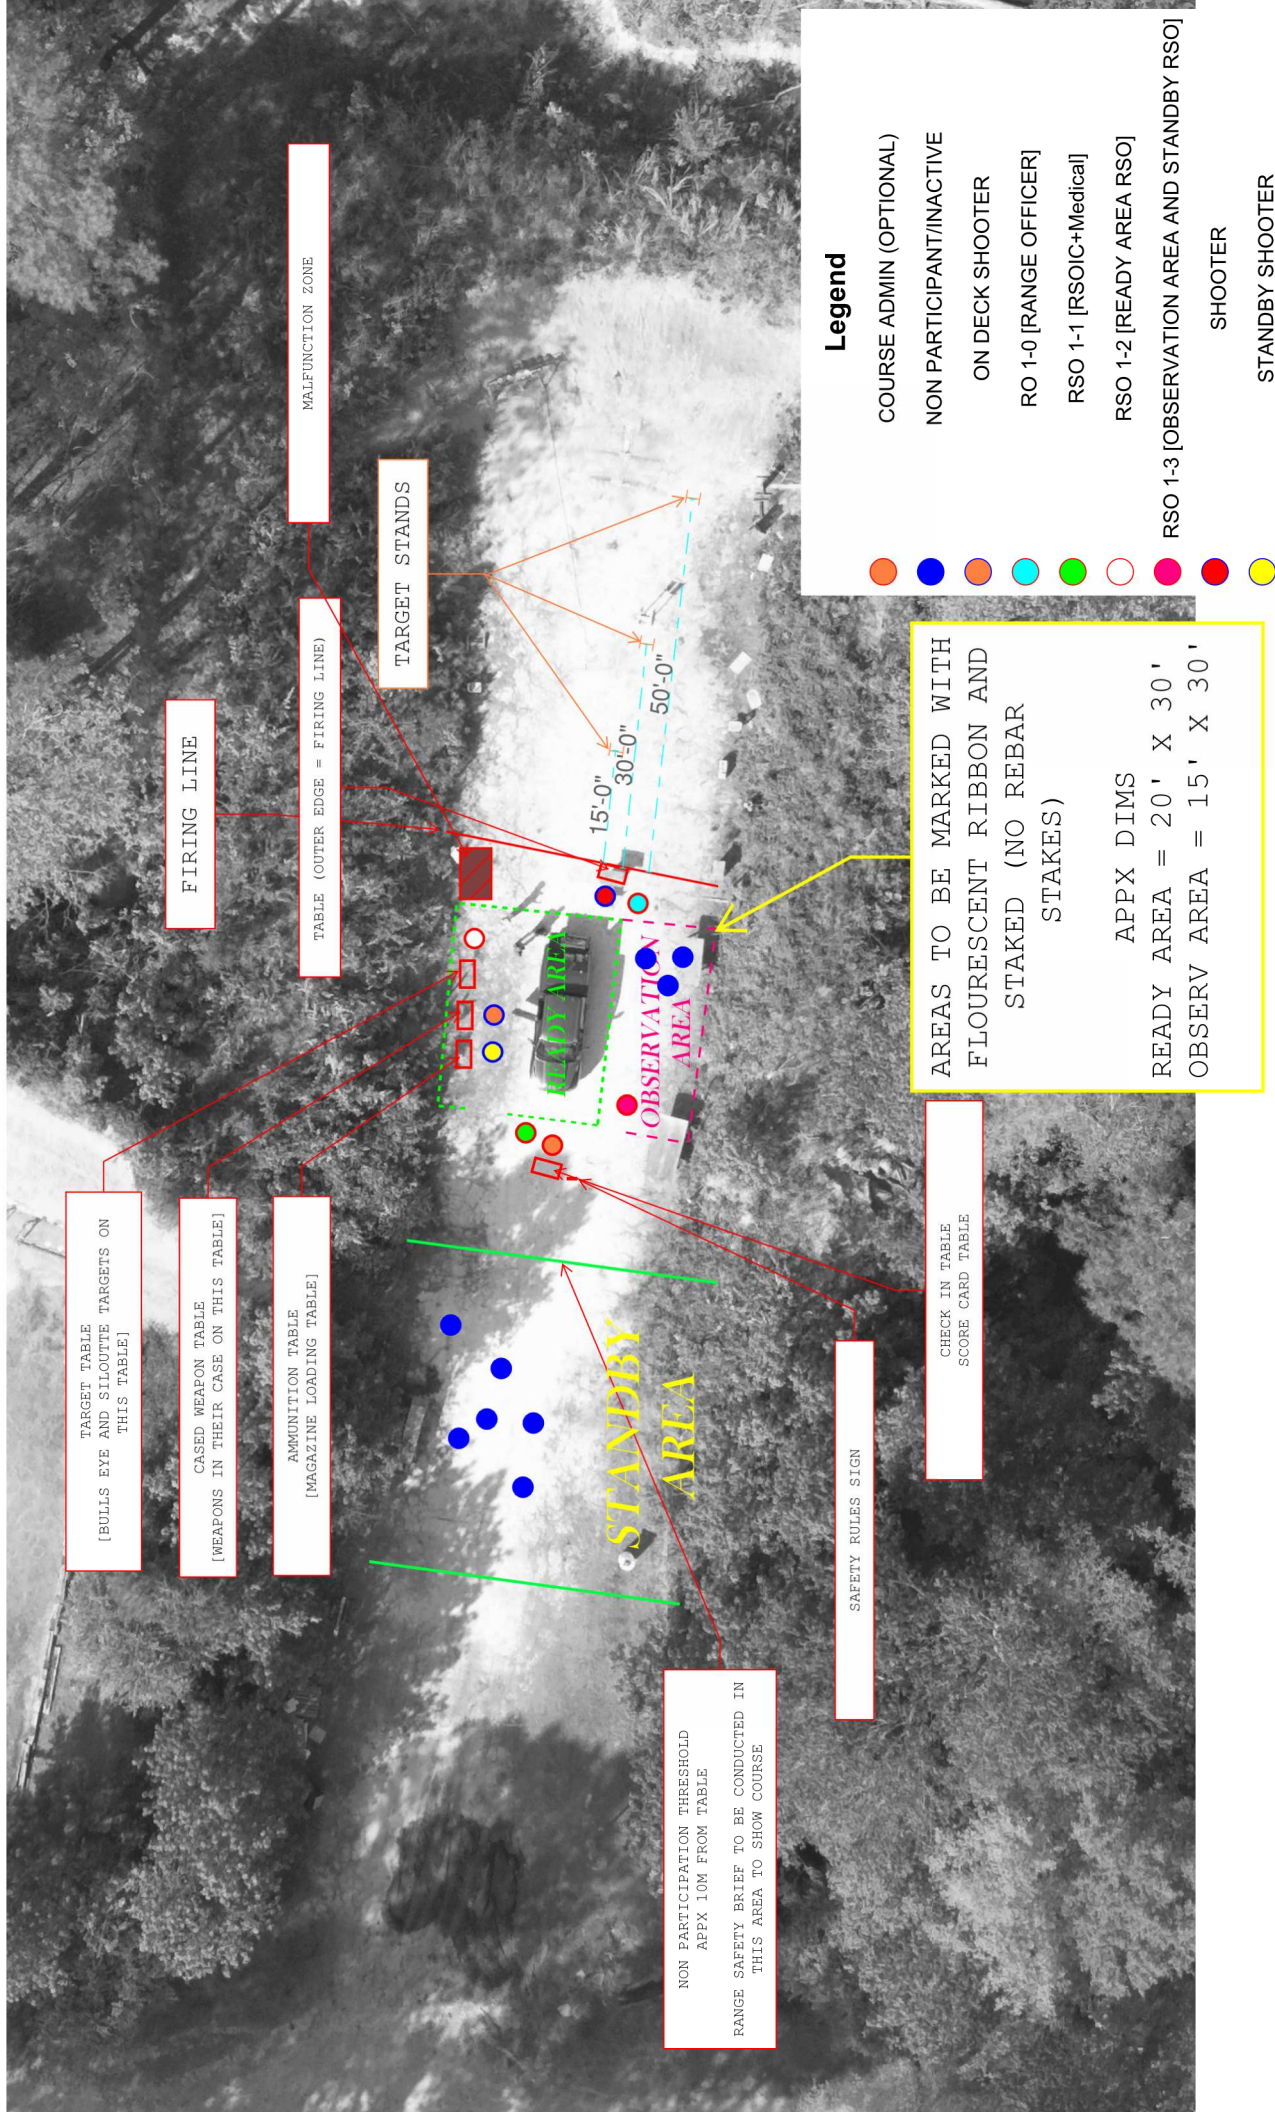 TARGET TABLE
[BULLS EYE AND SILOUTTE TARGETS ON
THIS TABLE]
CASED WEAPON TABLE
[WEAPONS IN THEIR CASE ON THIS TABLE]
AMMUNITION TABLE
[MAGAZINE LOADING TABLE]
FIRING LINE
TABLE (OUTER EDGE = FIRING LINE)
MALFUNCTION ZONE
TARGET STANDS
15'-0"
30'-0"
50'-0"
READY AREA
OBSERVATION
AREA
STANDBY
AREA
NON PARTICIPATION THRESHOLD
APPX 10M FROM TABLE
RANGE SAFETY BRIEF TO BE CONDUCTED IN
THIS AREA TO SHOW COURSE
SAFETY RULES SIGN
CHECK IN TABLE
SCORE CARD TABLE
AREAS TO BE MARKED WITH
FLOURESCENT RIBBON AND
STAKED (NO REBAR
STAKES)
APPX DIMS
READY AREA = 20' X 30'
OBSERV AREA = 15' X 30'
Legend
COURSE ADMIN (OPTIONAL)
NON PARTICIPANT/INACTIVE
ON DECK SHOOTER
RO 1-0 [RANGE OFFICER]
RSO 1-1 [RSOIC+Medical]
RSO 1-2 [READY AREA RSO]
RSO 1-3 [OBSERVATION AREA AND STANDBY RSO]
SHOOTER
STANDBY SHOOTER